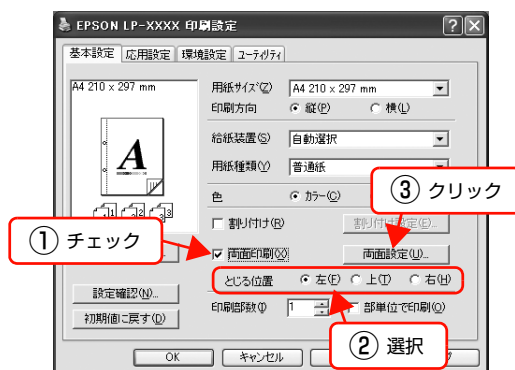 EPSON LP-XXXX 印刷設定
基本設定 応用設定 環境設定 ユーティリティ
A4 210 x 297 mm
用紙サイズ(Z) A4 210 x 297 mm
印刷方向 縦(P) 横(L)
給紙装置(S) 自動選択
用紙種類(Y) 普通紙
色 カラー(C)
③ クリック
割り付け(R) 割り付け設定(E)...
① チェック
両面印刷(X) 両面設定(U)...
とじる位置 左(F) 上(T) 右(H)
設定確認(N)...
印刷部数(I) 1 部単位で印刷(O)
初期値に戻す(D)
② 選択
OK キャンセル